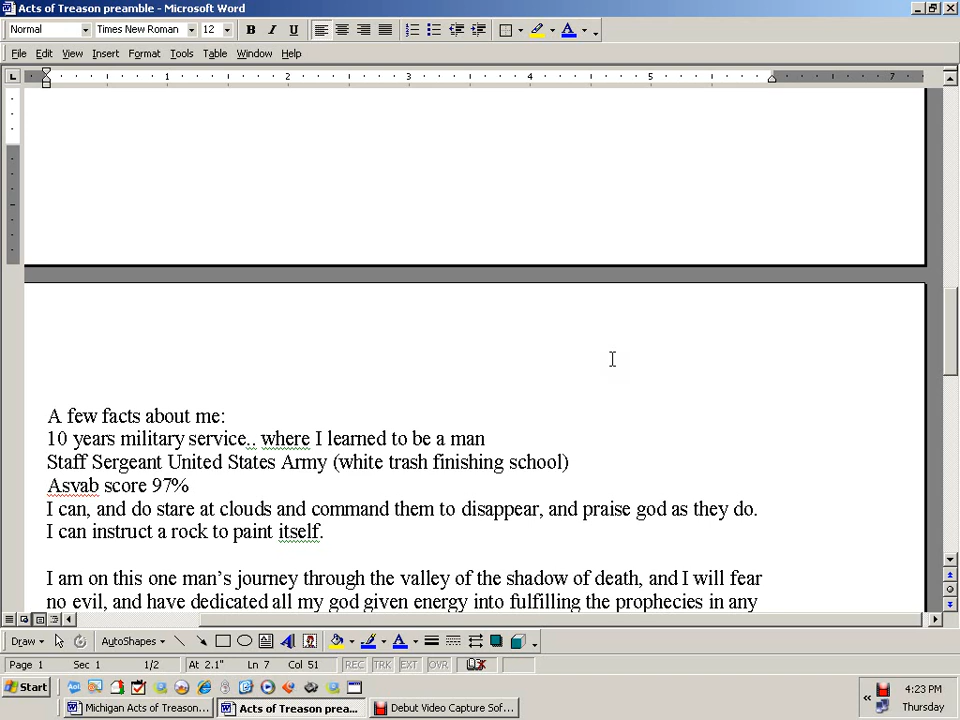 Acts of Treason preamble - Microsoft Word
Normal Times New Roman 12 B I U A
File Edit View Insert Format Tools Table Window Help
L 1 2 3 4 5 7
A few facts about me:
10 years military service.. where I learned to be a man
Staff Sergeant United States Army (white trash finishing school)
Asvab score 97%
I can, and do stare at clouds and command them to disappear, and praise god as they do.
I can instruct a rock to paint itself.
I am on this one man's journey through the valley of the shadow of death, and I will fear
no evil, and have dedicated all my god given energy into fulfilling the prophecies in any
Draw AutoShapes A A
Page 1 Sec 1 1/2 At 2.1" Ln 7 Col 51 REC TRK EXT OVR
Start « 4:23 PM
Michigan Acts of Treason... Acts of Treason prea... Debut Video Capture Sof... Thursday